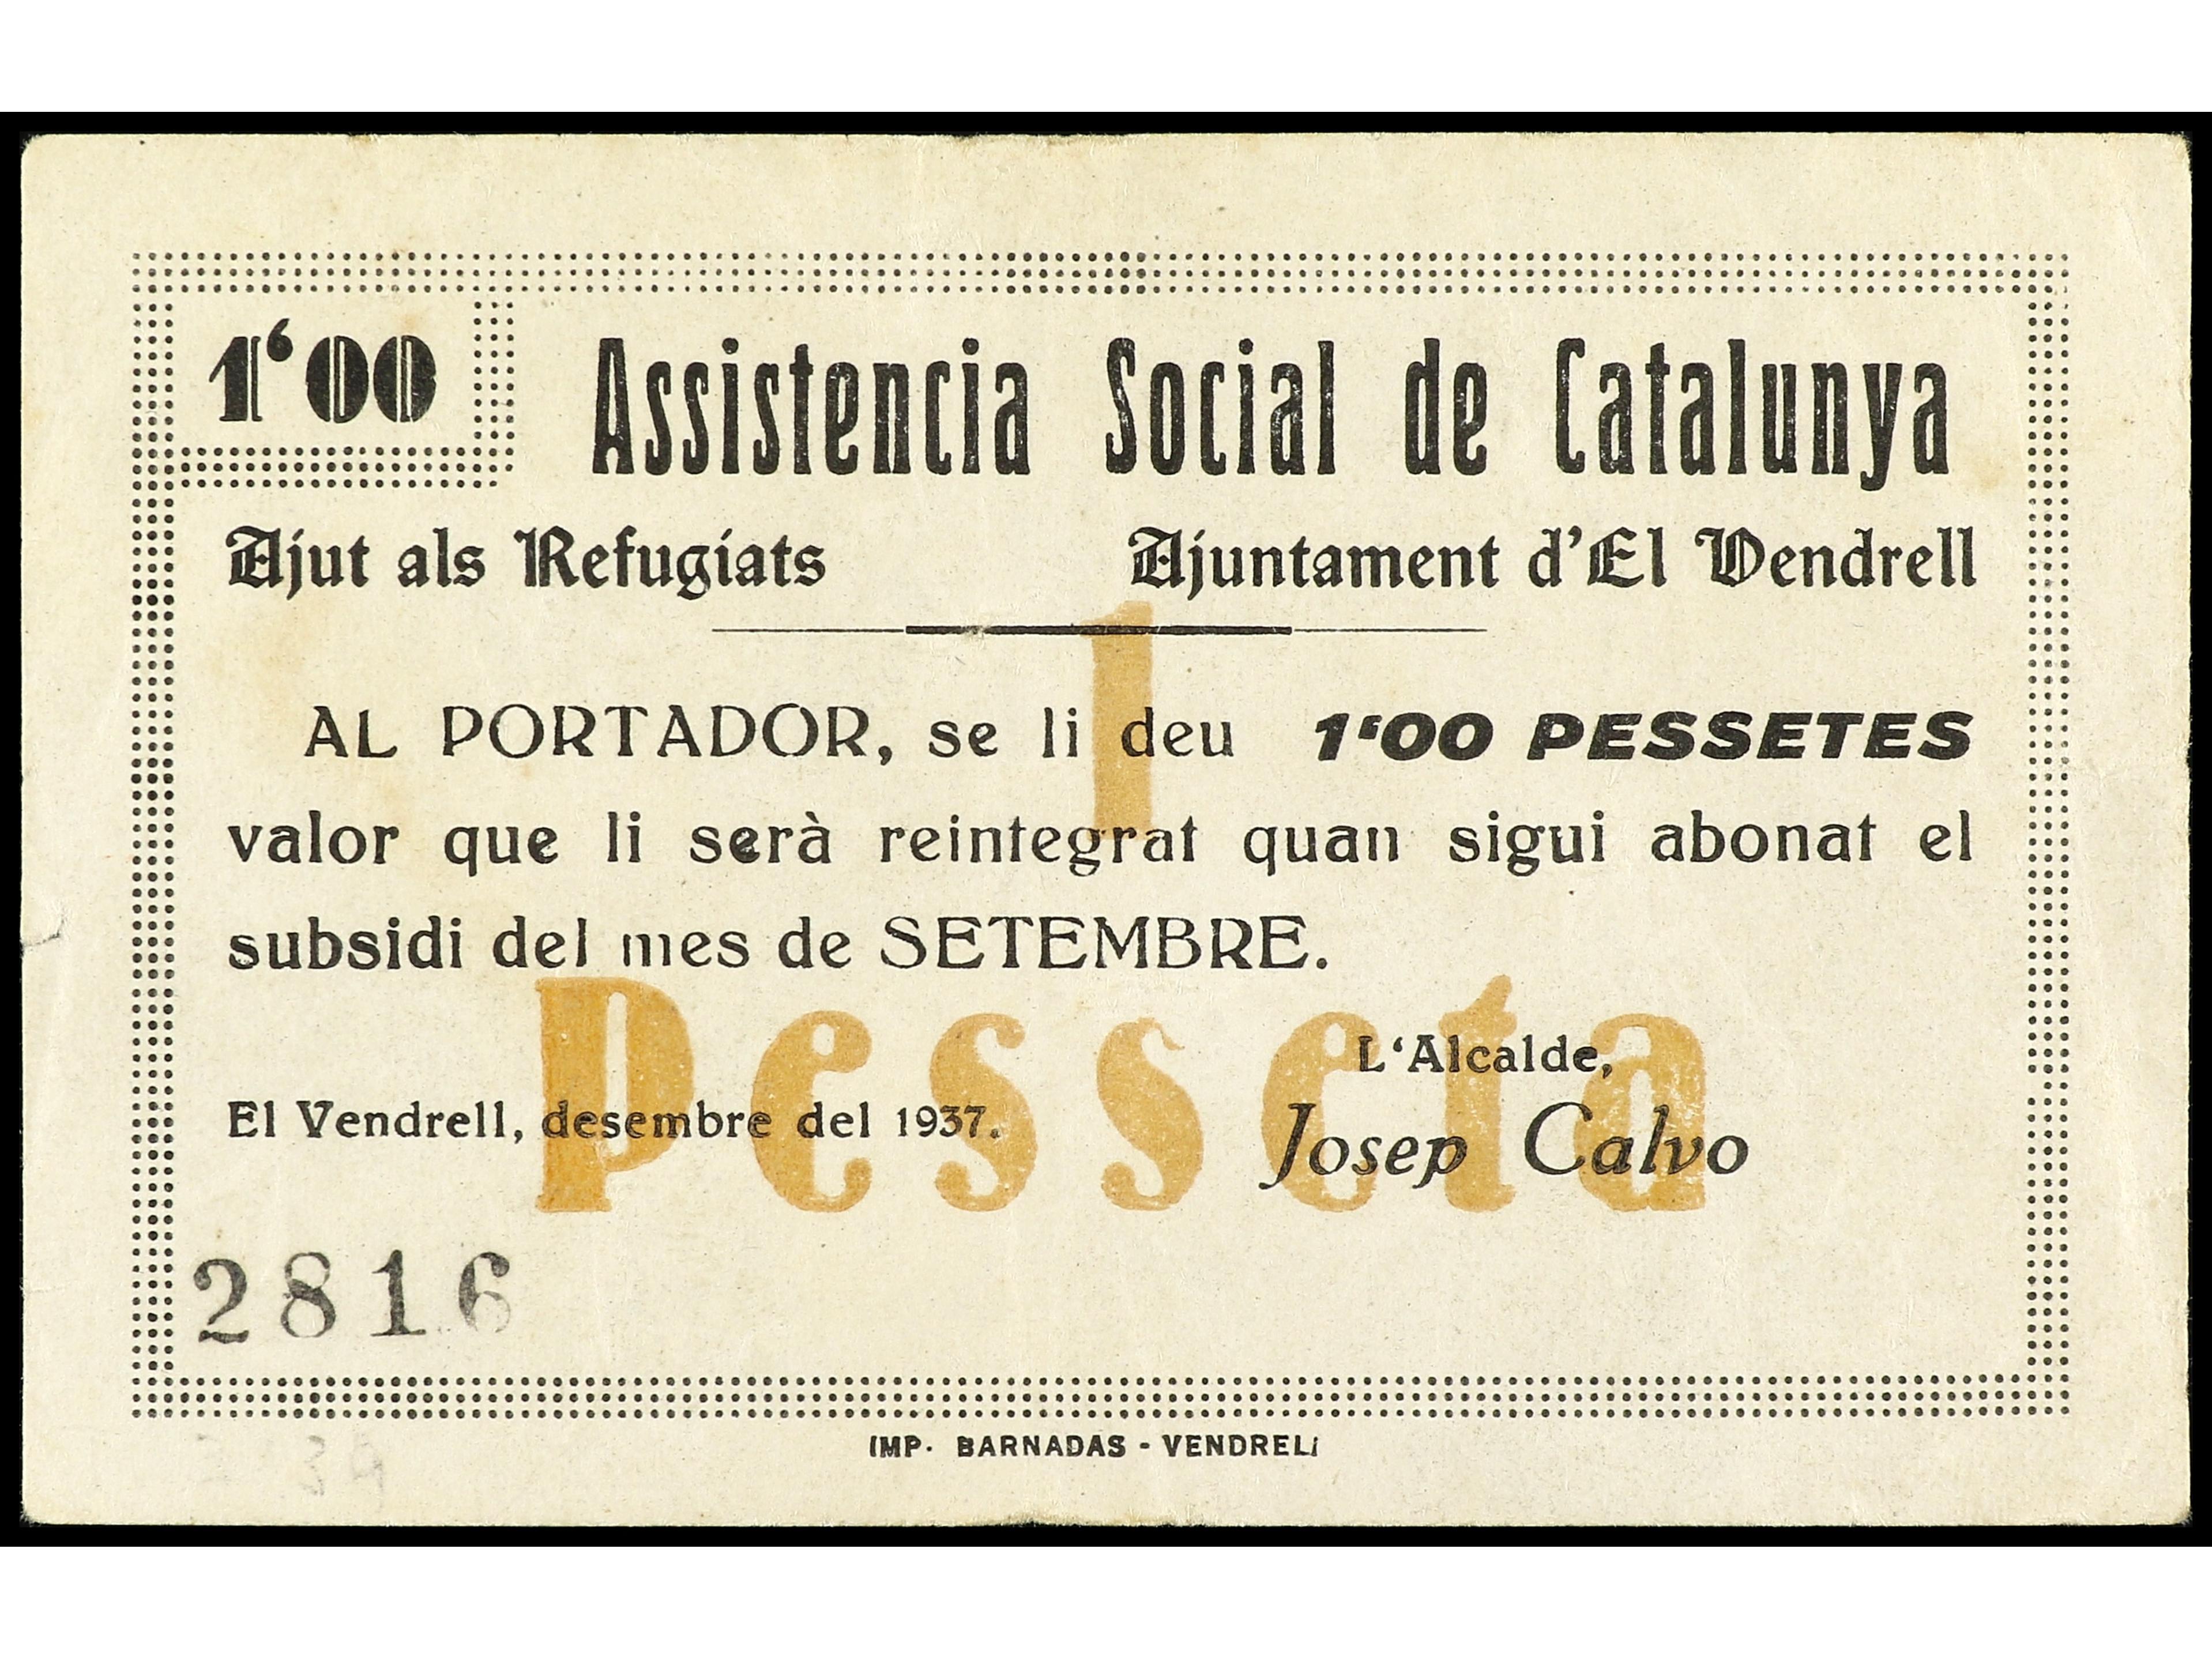 1'00
Assistencia Social de Catalunya
Ajut als Refugiats
Ajuntament d'El Vendrell
1
AL PORTADOR, se li deu 1'00 PESSETES
valor que li serà reintegrat quan sigui abonat el
subsidi del mes de SETEMBRE.
Pesseta
L'Alcalde,
El Vendrell, desembre del 1937.
Josep Calvo
2816
IMP. BARNADAS - VENDRELL